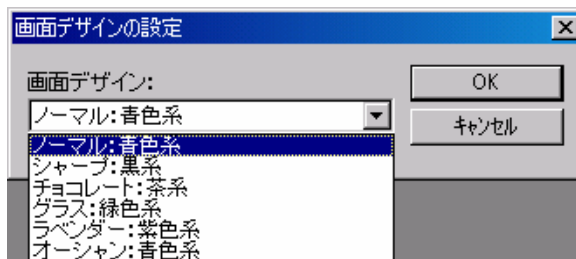 画面デザインの設定
画面デザイン:
OK
ノーマル:青色系
キャンセル
ノーマル:青色系
シャープ:黒系
チョコレート:茶系
グラス:緑色系
ラベンダー:紫色系
オーシャン:青色系